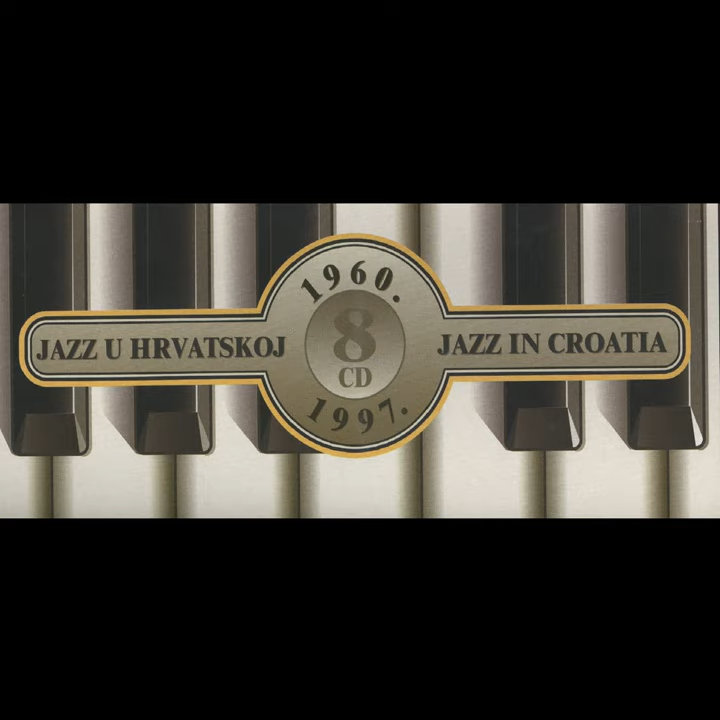 1960.
JAZZ U HRVATSKOJ
8
CD
JAZZ IN CROATIA
1997.